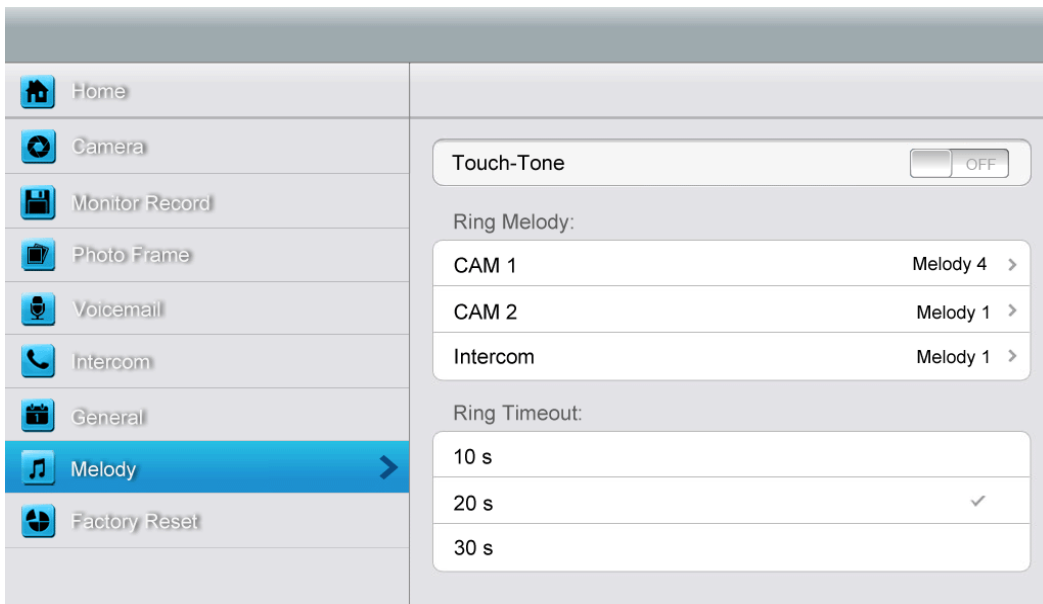 Home
Camera
Monitor Record
Photo Frame
Voicemail
Intercom
General
1
Melody
Factory Reset
Touch-Tone OFF
Ring Melody:
CAM 1 Melody 4
CAM 2 Melody 1
Intercom Melody 1
Ring Timeout:
10 s
20 s
30 s